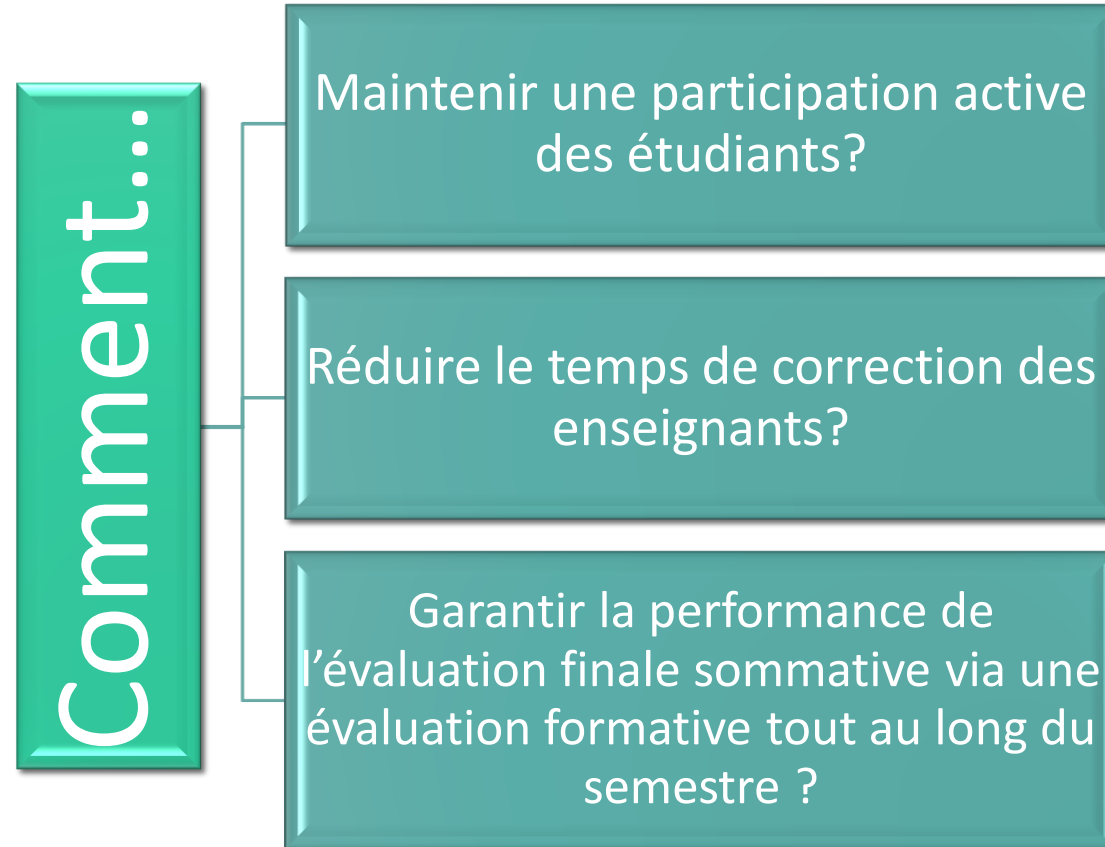 Comment...
Maintenir une participation active
des étudiants?
Réduire le temps de correction des
enseignants?
Garantir la performance de
l’évaluation finale sommative via une
évaluation formative tout au long du
semestre ?